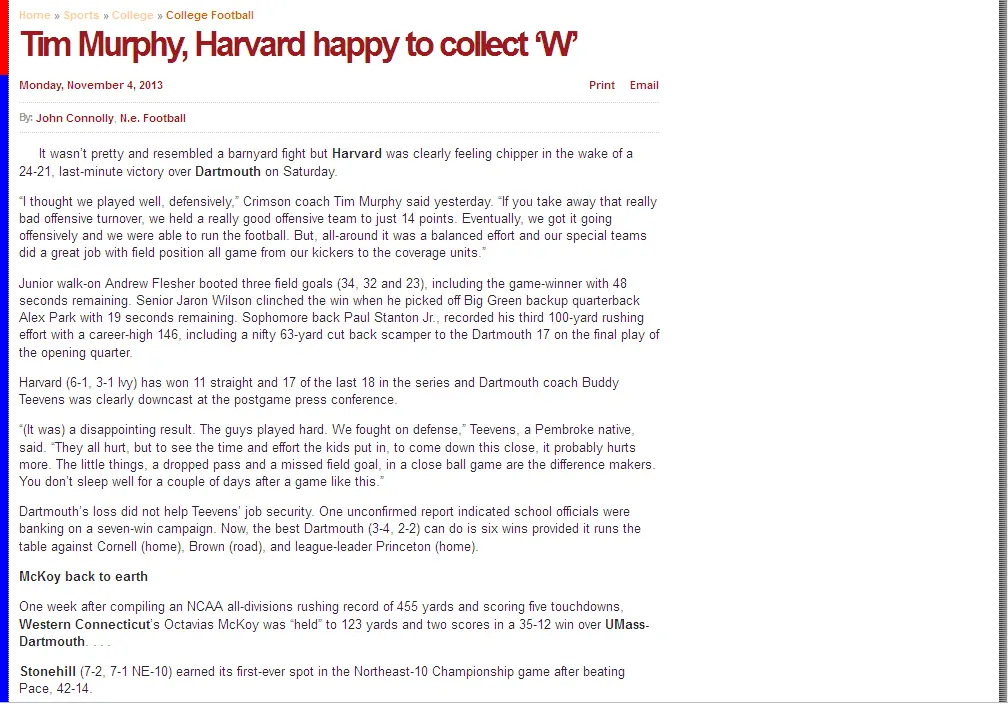 Home » Sports » College » College Football
Tim Murphy, Harvard happy to collect ‘W’
Monday, November 4, 2013 Print Email
By: John Connolly, N.e. Football
It wasn’t pretty and resembled a barnyard fight but Harvard was clearly feeling chipper in the wake of a
24-21, last-minute victory over Dartmouth on Saturday.
“I thought we played well, defensively,” Crimson coach Tim Murphy said yesterday. “If you take away that really
bad offensive turnover, we held a really good offensive team to just 14 points. Eventually, we got it going
offensively and we were able to run the football. But, all-around it was a balanced effort and our special teams
did a great job with field position all game from our kickers to the coverage units.”
Junior walk-on Andrew Flesher booted three field goals (34, 32 and 23), including the game-winner with 48
seconds remaining. Senior Jaron Wilson clinched the win when he picked off Big Green backup quarterback
Alex Park with 19 seconds remaining. Sophomore back Paul Stanton Jr., recorded his third 100-yard rushing
effort with a career-high 146, including a nifty 63-yard cut back scamper to the Dartmouth 17 on the final play of
the opening quarter.
Harvard (6-1, 3-1 Ivy) has won 11 straight and 17 of the last 18 in the series and Dartmouth coach Buddy
Teevens was clearly downcast at the postgame press conference.
“(It was) a disappointing result. The guys played hard. We fought on defense,” Teevens, a Pembroke native,
said. “They all hurt, but to see the time and effort the kids put in, to come down this close, it probably hurts
more. The little things, a dropped pass and a missed field goal, in a close ball game are the difference makers.
You don’t sleep well for a couple of days after a game like this.”
Dartmouth’s loss did not help Teevens’ job security. One unconfirmed report indicated school officials were
banking on a seven-win campaign. Now, the best Dartmouth (3-4, 2-2) can do is six wins provided it runs the
table against Cornell (home), Brown (road), and league-leader Princeton (home).
McKoy back to earth
One week after compiling an NCAA all-divisions rushing record of 455 yards and scoring five touchdowns,
Western Connecticut’s Octavias McKoy was “held” to 123 yards and two scores in a 35-12 win over UMass-
Dartmouth. . . .
Stonehill (7-2, 7-1 NE-10) earned its first-ever spot in the Northeast-10 Championship game after beating
Pace, 42-14.